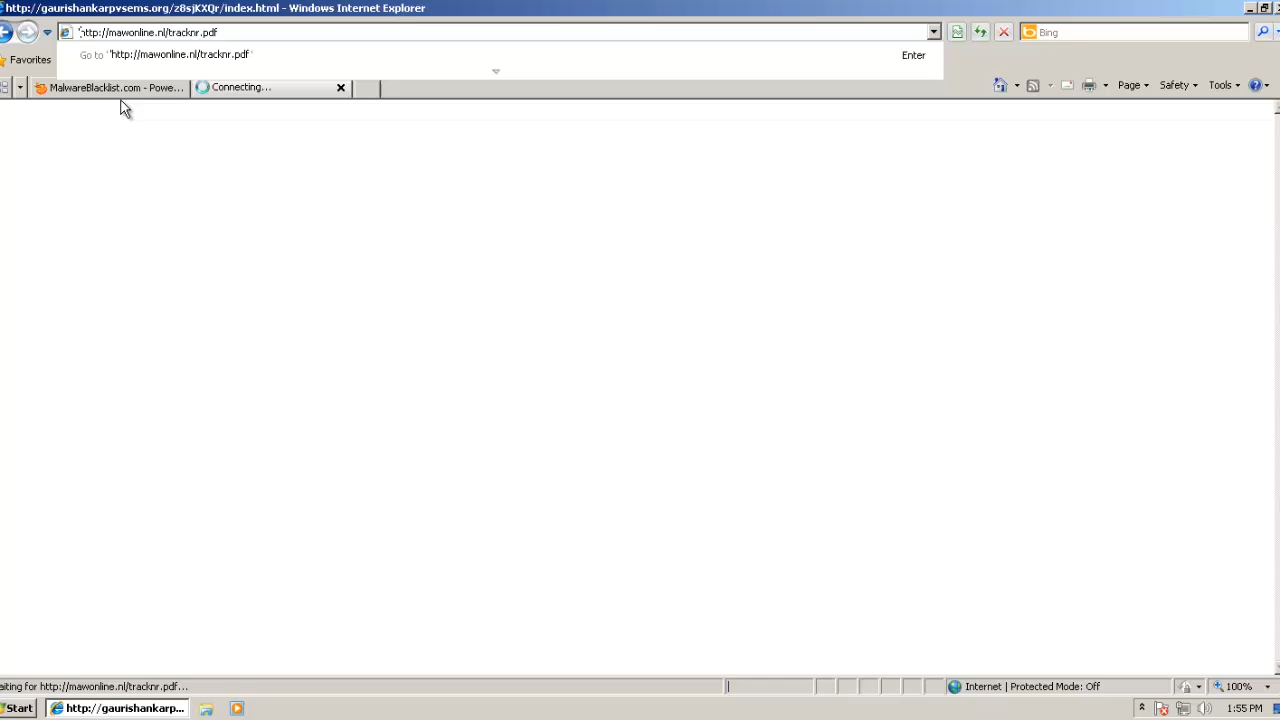 http://gaurishankarpvsems.org/z8sjKXQr/index.html - Windows Internet Explorer
http://mawonline.nl/tracknr.pdf
Bing
Go to 'http://mawonline.nl/tracknr.pdf'
Enter
Favorites
MalwareBlacklist.com - Powe...
Connecting...
Page
Safety
Tools
aiting for http://mawonline.nl/tracknr.pdf...
Internet | Protected Mode: Off
100%
Start
http://gaurishankarp...
1:55 PM